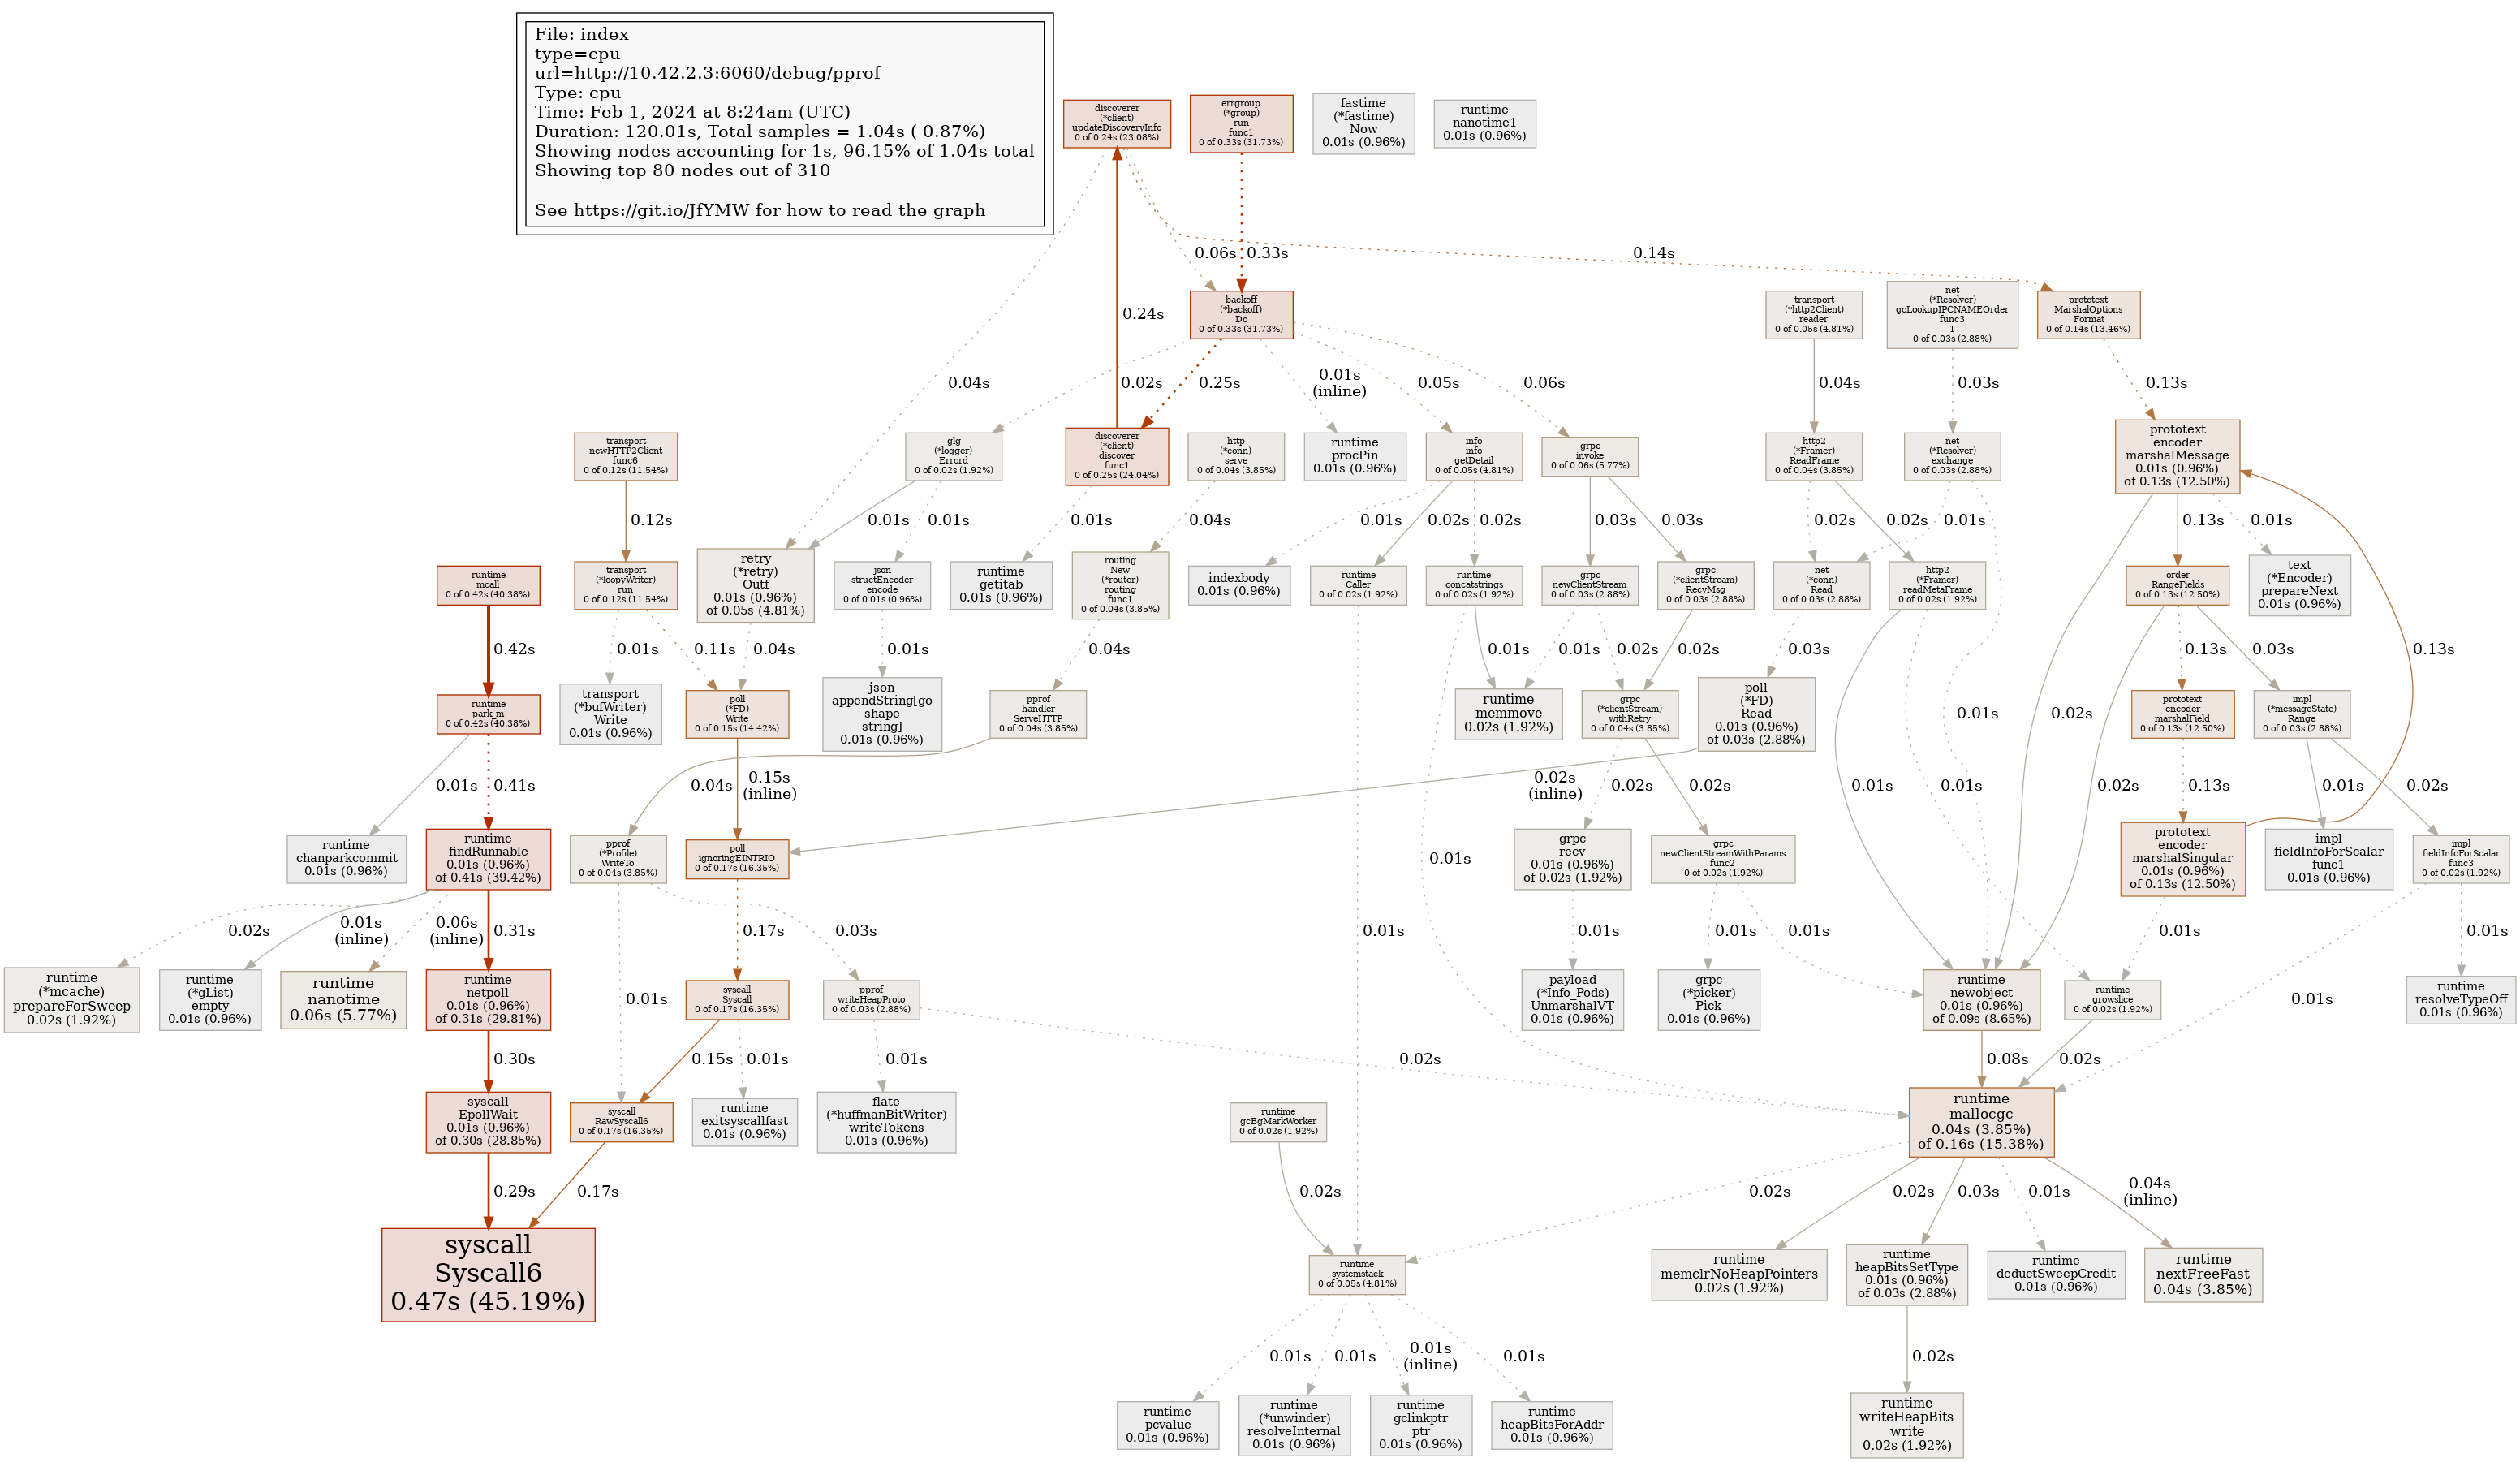 File: index
type=cpu
url=http://10.42.2.3:6060/debug/pprof
Type: cpu
Time: Feb 1, 2024 at 8:24am (UTC)
Duration: 120.01s, Total samples = 1.04s ( 0.87%)
Showing nodes accounting for 1s, 96.15% of 1.04s total
Showing top 80 nodes out of 310
See https://git.io/JfYMW for how to read the graph
discoverer
(*client)
updateDiscoveryInfo
0 of 0.24s (23.08%)
errgroup
(*group)
run
func1
0 of 0.33s (31.73%)
fastime
(*fastime)
Now
0.01s (0.96%)
runtime
nanotime1
0.01s (0.96%)
0.06s
0.33s
0.14s
0.24s
backoff
(*backoff)
Do
0 of 0.33s (31.73%)
transport
(*http2Client)
reader
0 of 0.05s (4.81%)
net
(*Resolver)
goLookupIPCNAMEOrder
func3
1
0 of 0.03s (2.88%)
prototext
MarshalOptions
Format
0 of 0.14s (13.46%)
0.04s
0.02s
0.25s
0.01s
(inline)
0.05s
0.06s
0.04s
0.03s
0.13s
transport
newHTTP2Client
func6
0 of 0.12s (11.54%)
glg
(*logger)
Errord
0 of 0.02s (1.92%)
discoverer
(*client)
discover
func1
0 of 0.25s (24.04%)
http
(*conn)
serve
0 of 0.04s (3.85%)
runtime
procPin
0.01s (0.96%)
info
info
getDetail
0 of 0.05s (4.81%)
grpc
invoke
0 of 0.06s (5.77%)
http2
(*Framer)
ReadFrame
0 of 0.04s (3.85%)
net
(*Resolver)
exchange
0 of 0.03s (2.88%)
prototext
encoder
marshalMessage
0.01s (0.96%)
of 0.13s (12.50%)
0.12s
0.01s
0.01s
0.01s
0.04s
0.01s
0.02s
0.02s
0.03s
0.03s
0.02s
0.02s
0.01s
0.13s
0.01s
runtime
mcall
0 of 0.42s (40.38%)
transport
(*loopyWriter)
run
0 of 0.12s (11.54%)
retry
(*retry)
Outf
0.01s (0.96%)
of 0.05s (4.81%)
json
structEncoder
encode
0 of 0.01s (0.96%)
runtime
getitab
0.01s (0.96%)
routing
New
(*router)
routing
func1
0 of 0.04s (3.85%)
indexbody
0.01s (0.96%)
runtime
Caller
0 of 0.02s (1.92%)
runtime
concatstrings
0 of 0.02s (1.92%)
grpc
newClientStream
0 of 0.03s (2.88%)
grpc
(*clientStream)
RecvMsg
0 of 0.03s (2.88%)
net
(*conn)
Read
0 of 0.03s (2.88%)
http2
(*Framer)
readMetaFrame
0 of 0.02s (1.92%)
order
RangeFields
0 of 0.13s (12.50%)
text
(*Encoder)
prepareNext
0.01s (0.96%)
0.42s
0.01s
0.11s
0.04s
0.01s
0.04s
0.01s
0.01s
0.02s
0.02s
0.03s
0.13s
0.03s
0.13s
runtime
park_m
0 of 0.42s (40.38%)
transport
(*bufWriter)
Write
0.01s (0.96%)
poll
(*FD)
Write
0 of 0.15s (14.42%)
json
appendString[go
shape
string]
0.01s (0.96%)
pprof
handler
ServeHTTP
0 of 0.04s (3.85%)
runtime
memmove
0.02s (1.92%)
grpc
(*clientStream)
withRetry
0 of 0.04s (3.85%)
poll
(*FD)
Read
0.01s (0.96%)
of 0.03s (2.88%)
0.01s
0.02s
prototext
encoder
marshalField
0 of 0.13s (12.50%)
impl
(*messageState)
Range
0 of 0.03s (2.88%)
0.01s
0.41s
0.04s
0.15s
(inline)
0.02s
(inline)
0.02s
0.02s
0.01s
0.01s
0.02s
0.13s
0.01s
0.02s
runtime
chanparkcommit
0.01s (0.96%)
runtime
findRunnable
0.01s (0.96%)
of 0.41s (39.42%)
pprof
(*Profile)
WriteTo
0 of 0.04s (3.85%)
poll
ignoringEINTRIO
0 of 0.17s (16.35%)
0.01s
grpc
recv
0.01s (0.96%)
of 0.02s (1.92%)
grpc
newClientStreamWithParams
func2
0 of 0.02s (1.92%)
prototext
encoder
marshalSingular
0.01s (0.96%)
of 0.13s (12.50%)
impl
fieldInfoForScalar
func1
0.01s (0.96%)
impl
fieldInfoForScalar
func3
0 of 0.02s (1.92%)
0.02s
0.01s
(inline)
0.06s
(inline)
0.31s
0.17s
0.03s
0.01s
0.01s
0.01s
0.01s
0.01s
0.01s
runtime
(*mcache)
prepareForSweep
0.02s (1.92%)
runtime
(*gList)
empty
0.01s (0.96%)
runtime
nanotime
0.06s (5.77%)
runtime
netpoll
0.01s (0.96%)
of 0.31s (29.81%)
0.01s
syscall
Syscall
0 of 0.17s (16.35%)
pprof
writeHeapProto
0 of 0.03s (2.88%)
payload
(*Info_Pods)
UnmarshalVT
0.01s (0.96%)
grpc
(*picker)
Pick
0.01s (0.96%)
runtime
newobject
0.01s (0.96%)
of 0.09s (8.65%)
runtime
growslice
0 of 0.02s (1.92%)
0.01s
runtime
resolveTypeOff
0.01s (0.96%)
0.30s
0.15s
0.01s
0.01s
0.02s
0.08s
0.02s
syscall
EpollWait
0.01s (0.96%)
of 0.30s (28.85%)
syscall
RawSyscall6
0 of 0.17s (16.35%)
runtime
exitsyscallfast
0.01s (0.96%)
flate
(*huffmanBitWriter)
writeTokens
0.01s (0.96%)
runtime
gcBgMarkWorker
0 of 0.02s (1.92%)
runtime
mallocgc
0.04s (3.85%)
of 0.16s (15.38%)
0.29s
0.17s
0.02s
0.02s
0.02s
0.03s
0.01s
0.04s
(inline)
syscall
Syscall6
0.47s (45.19%)
runtime
systemstack
0 of 0.05s (4.81%)
runtime
memclrNoHeapPointers
0.02s (1.92%)
runtime
heapBitsSetType
0.01s (0.96%)
of 0.03s (2.88%)
runtime
deductSweepCredit
0.01s (0.96%)
runtime
nextFreeFast
0.04s (3.85%)
0.01s
0.01s
0.01s
(inline)
0.01s
0.02s
runtime
pcvalue
0.01s (0.96%)
runtime
(*unwinder)
resolveInternal
0.01s (0.96%)
runtime
gclinkptr
ptr
0.01s (0.96%)
runtime
heapBitsForAddr
0.01s (0.96%)
runtime
writeHeapBits
write
0.02s (1.92%)